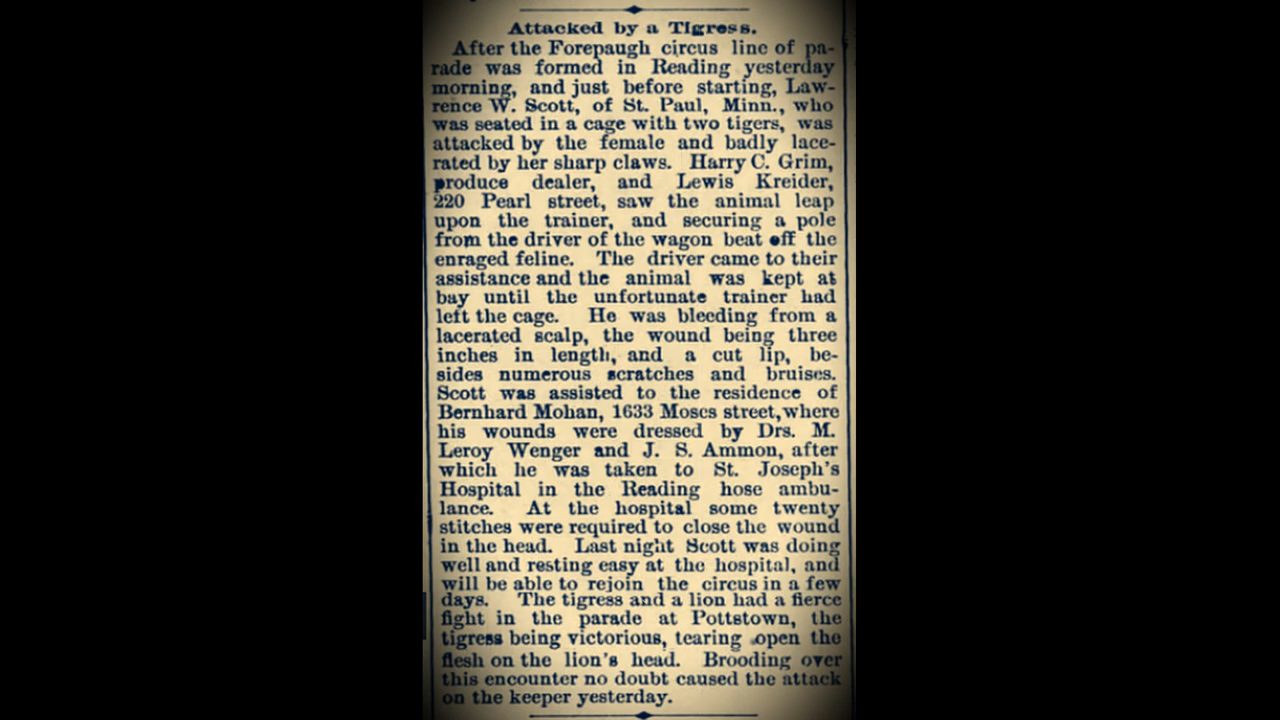 Attacked by a Tigress.
After the Forepaugh circus line of pa-
rade was formed in Reading yesterday
morning, and just before starting, Law-
rence W. Scott, of St. Paul, Minn., who
was seated in a cage with two tigers, was
attacked by the female and badly lace-
rated by her sharp claws. Harry C. Grim,
produce dealer, and Lewis Kreider,
220 Pearl street, saw the animal leap
upon the trainer, and securing a pole
from the driver of the wagon beat off the
enraged feline. The driver came to their
assistance and the animal was kept at
bay until the unfortunate trainer had
left the cage. He was bleeding from a
lacerated scalp, the wound being three
inches in length, and a cut lip, be-
sides numerous scratches and bruises.
Scott was assisted to the residence of
Bernhard Mohan, 1633 Moses street, where
his wounds were dressed by Drs. M.
Leroy Wenger and J. S. Ammon, after
which he was taken to St. Joseph's
Hospital in the Reading hose ambu-
lance. At the hospital some twenty
stitches were required to close the wound
in the head. Last night Scott was doing
well and resting easy at the hospital, and
will be able to rejoin the circus in a few
days. The tigress and a lion had a fierce
fight in the parade at Pottstown, the
tigress being victorious, tearing open the
flesh on the lion's head. Brooding over
this encounter no doubt caused the attack
on the keeper yesterday.